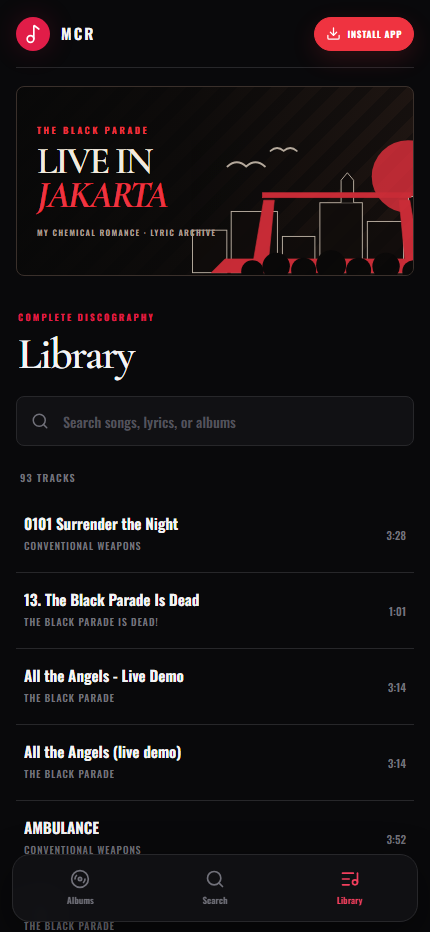 MCR
INSTALL APP
THE BLACK PARADE
LIVE IN
JAKARTA
MY CHEMICAL ROMANCE · LYRIC ARCHIVE
COMPLETE DISCOGRAPHY
Library
Search songs, lyrics, or albums
93 TRACKS
0101 Surrender the Night
CONVENTIONAL WEAPONS
3:28
13. The Black Parade Is Dead
THE BLACK PARADE IS DEAD!
1:01
All the Angels - Live Demo
THE BLACK PARADE
3:14
All the Angels (live demo)
THE BLACK PARADE
3:14
AMBULANCE
CONVENTIONAL WEAPONS
3:52
Albums
Search
Library
THE BLACK PARADE